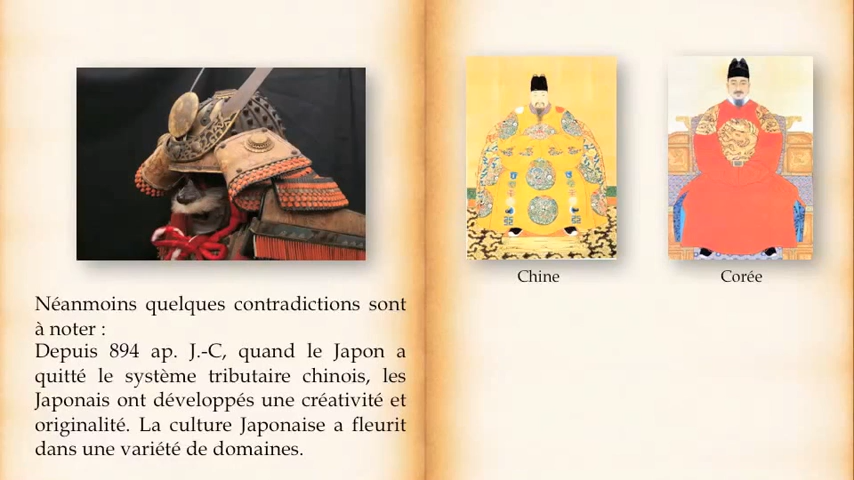 Néanmoins quelques contradictions sont
à noter :
Depuis 894 ap. J.-C, quand le Japon a
quitté le système tributaire chinois, les
Japonais ont développés une créativité et
originalité. La culture Japonaise a fleurit
dans une variété de domaines.
Chine
Corée